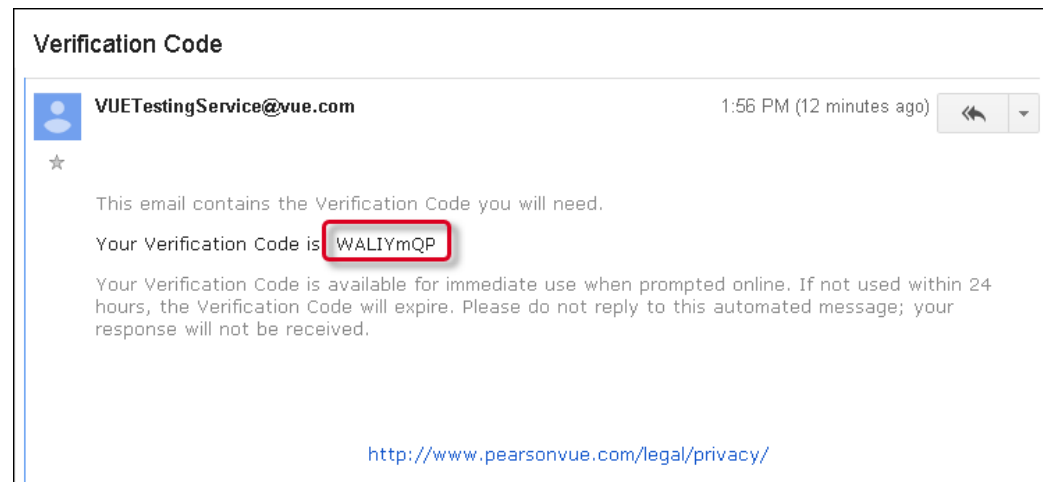 Verification Code
VUETestingService@vue.com 1:56 PM (12 minutes ago)
This email contains the Verification Code you will need.
Your Verification Code is WALIYmQP
Your Verification Code is available for immediate use when prompted online. If not used within 24
hours, the Verification Code will expire. Please do not reply to this automated message; your
response will not be received.
http://www.pearsonvue.com/legal/privacy/